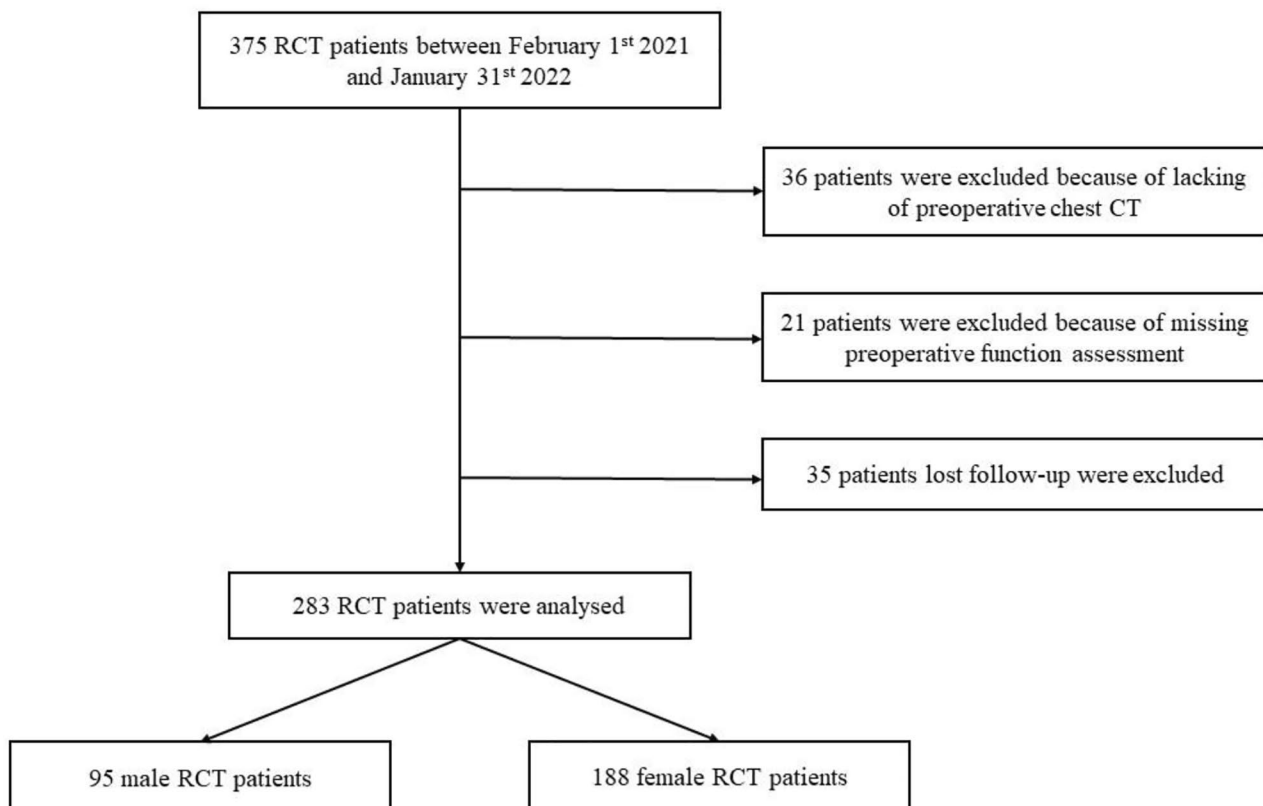 375 RCT patients between February 1st 2021
and January 31st 2022
36 patients were excluded because of lacking
of preoperative chest CT
21 patients were excluded because of missing
preoperative function assessment
35 patients lost follow-up were excluded
283 RCT patients were analysed
95 male RCT patients
188 female RCT patients